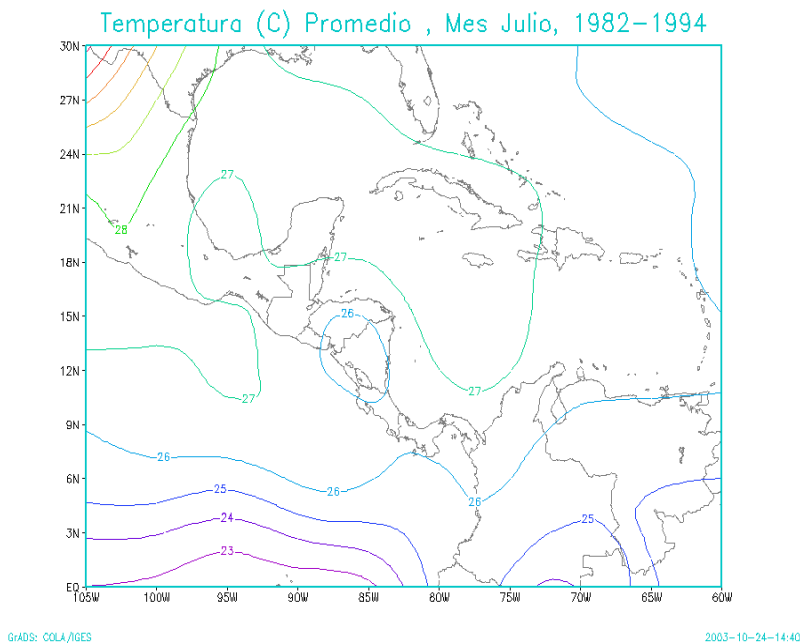 Temperatura (C) Promedio , Mes Julio, 1982-1994
30N
27N
24N
21N
18N
15N
12N
9N
6N
3N
EQ
27
28
27
26
27
27
26
26
26
25
25
24
23
105W 100W 95W 90W 85W 80W 75W 70W 65W 60W
GrADS: COLA/IGES
2003-10-24-14:40